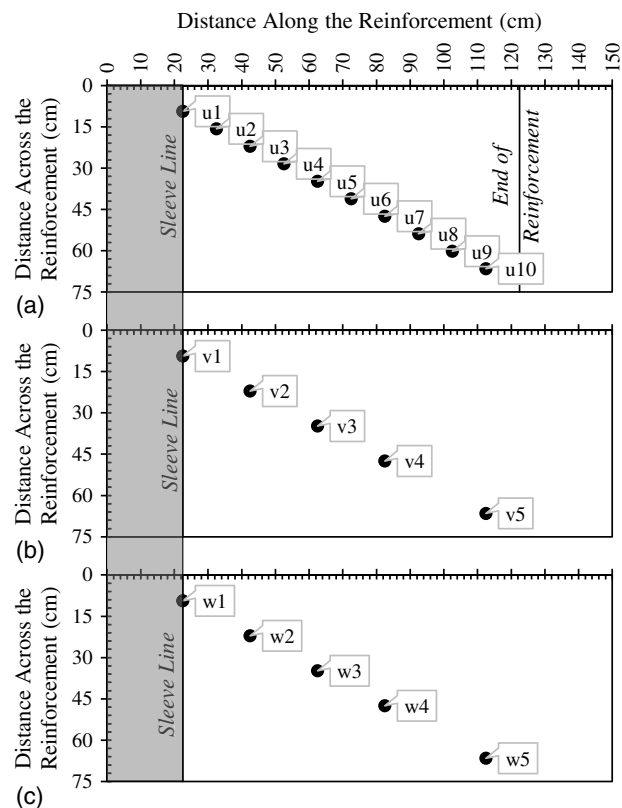 Distance Along the Reinforcement (cm)
0 10 20 30 40 50 60 70 80 90 100 110 120 130 140 150
Distance Across the
Reinforcement (cm)
0
15
30
45
60
75
Sleeve Line
u1
u2
u3
u4
u5
u6
u7
u8
u9
u10
End of
Reinforcement
(a)
Distance Across the
Reinforcement (cm)
0
15
30
45
60
75
Sleeve Line
v1
v2
v3
v4
v5
(b)
Distance Across the
Reinforcement (cm)
0
15
30
45
60
75
Sleeve Line
w1
w2
w3
w4
w5
(c)